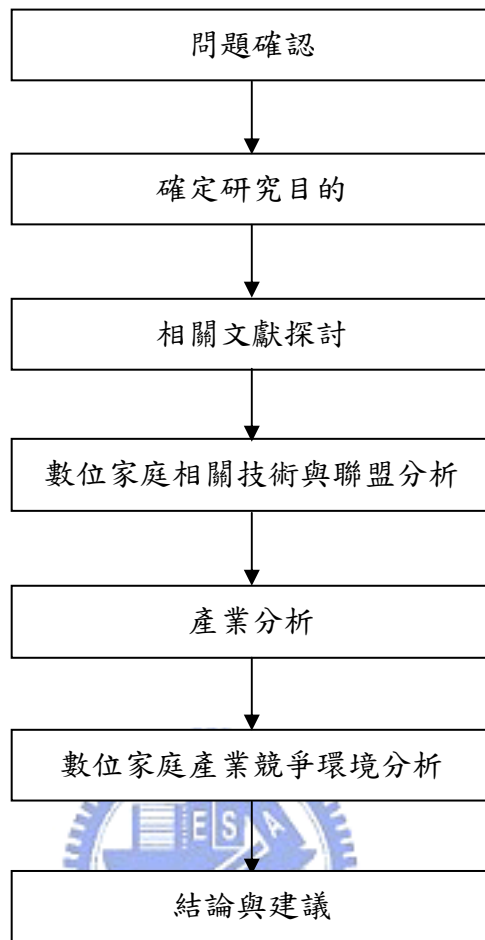 問題確認
確定研究目的
相關文獻探討
數位家庭相關技術與聯盟分析
產業分析
數位家庭產業競爭環境分析
E S A
結論與建議